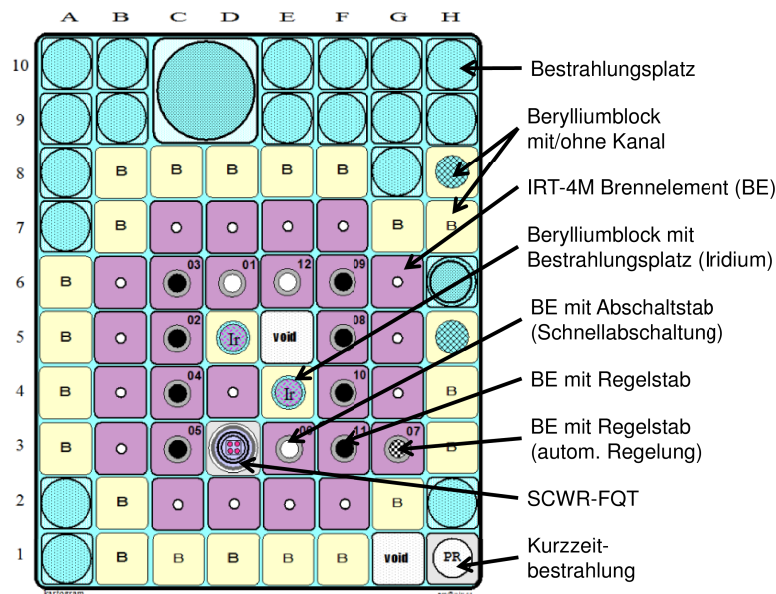 A B C D E F G H
10
Bestrahlungsplatz
9
Berylliumblock
mit/ohne Kanal
8 B B B B B
IRT-4M Brennelement (BE)
7 B B B
Berylliumblock mit
Bestrahlungsplatz (Iridium)
03 01 12 09
6 B
BE mit Abschaltstab
(Schnellabschaltung)
02 08
5 B Ir void
BE mit Regelstab
04 10
4 B Ir B
BE mit Regelstab
(autom. Regelung)
05 11 07
3 B B
SCWR-FQT
2 B B
Kurzzeit-
bestrahlung
1 B B B B B void PR
kartogram